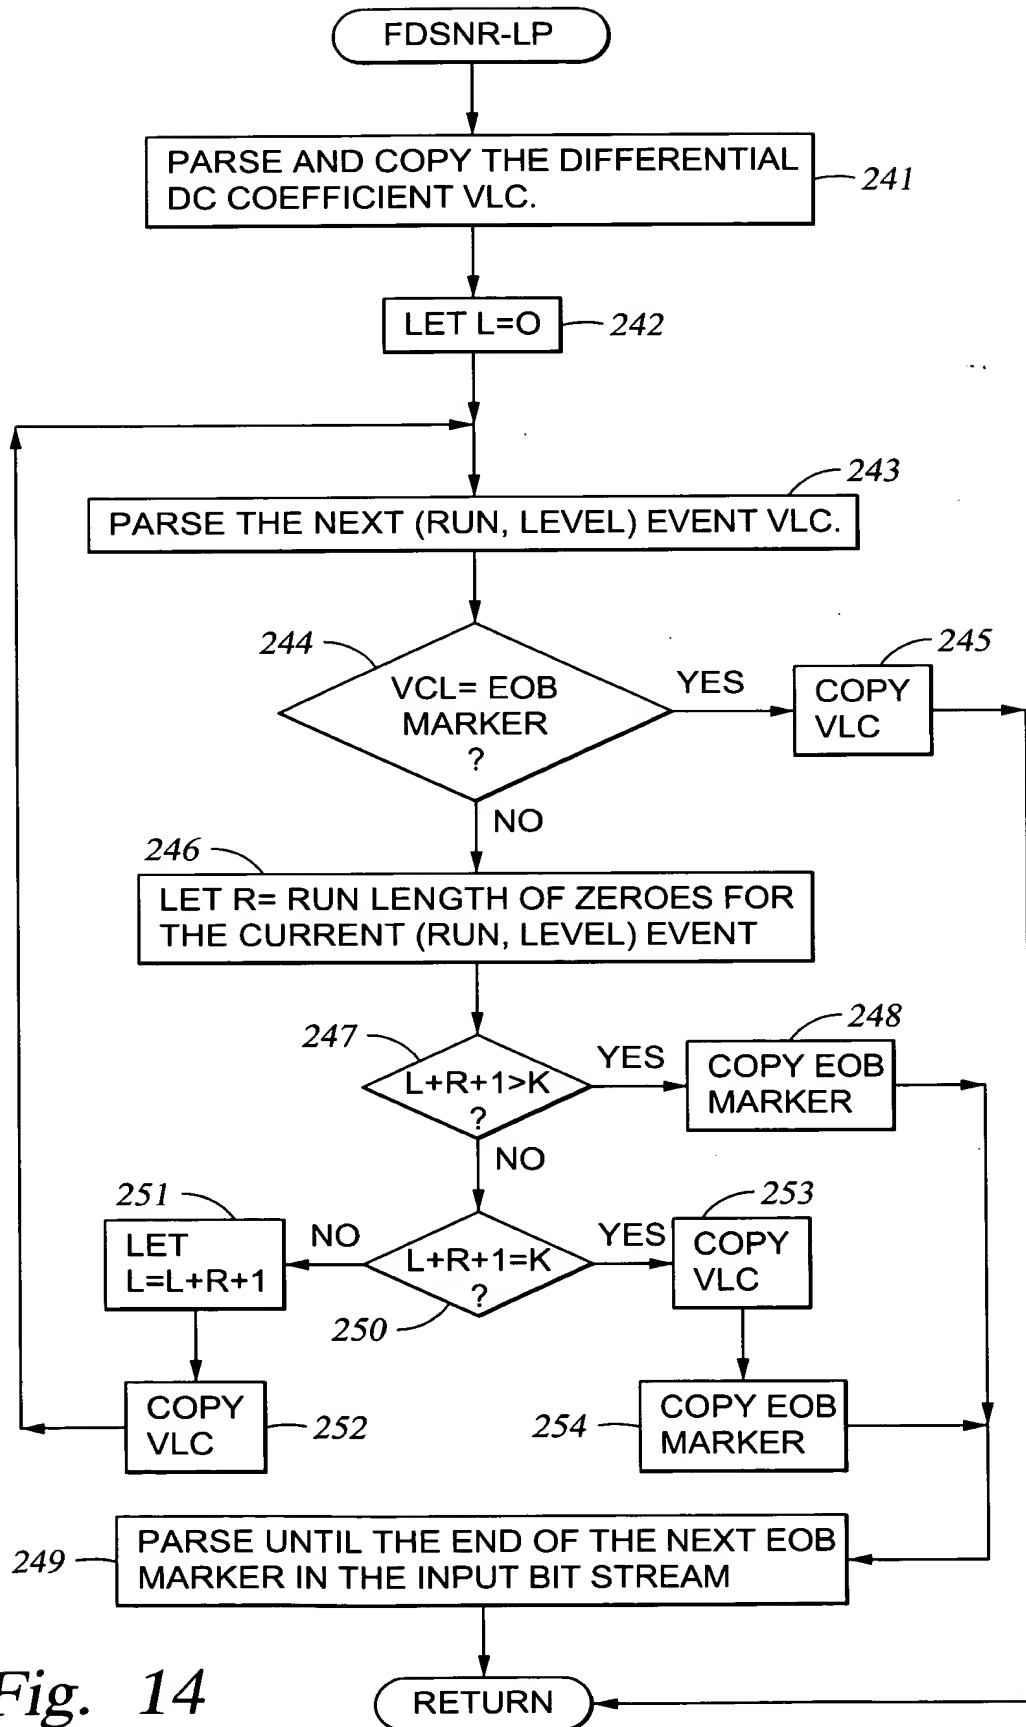 FDSNR-LP
PARSE AND COPY THE DIFFERENTIAL
DC COEFFICIENT VLC.
241
LET L=O
242
243
PARSE THE NEXT (RUN, LEVEL) EVENT VLC.
244
VCL= EOB
MARKER
?
YES
245
COPY
VLC
NO
246
LET R= RUN LENGTH OF ZEROES FOR
THE CURRENT (RUN, LEVEL) EVENT
247
L+R+1>K
?
YES
248
COPY EOB
MARKER
NO
251
LET
L=L+R+1
NO
L+R+1=K
?
250
YES
253
COPY
VLC
COPY
VLC
252
254
COPY EOB
MARKER
249
PARSE UNTIL THE END OF THE NEXT EOB
MARKER IN THE INPUT BIT STREAM
Fig. 14
RETURN